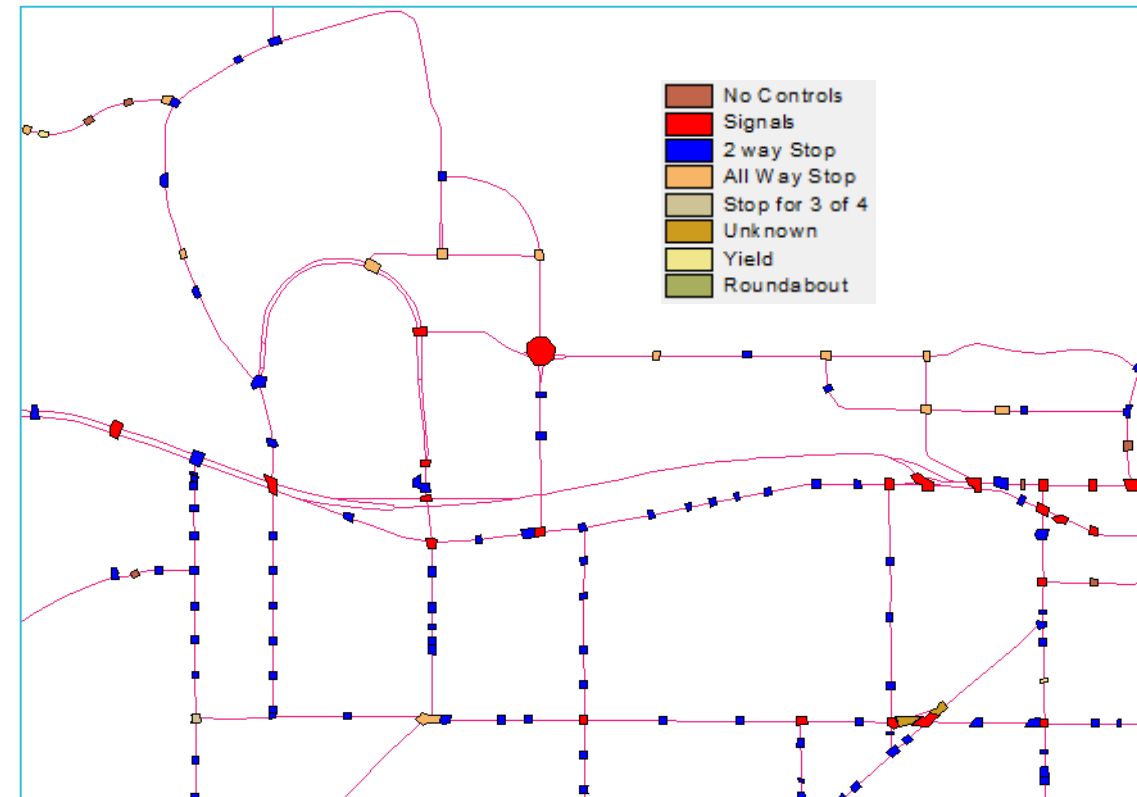 No Controls
Signals
2 way Stop
All Way Stop
Stop for 3 of 4
Unknown
Yield
Roundabout